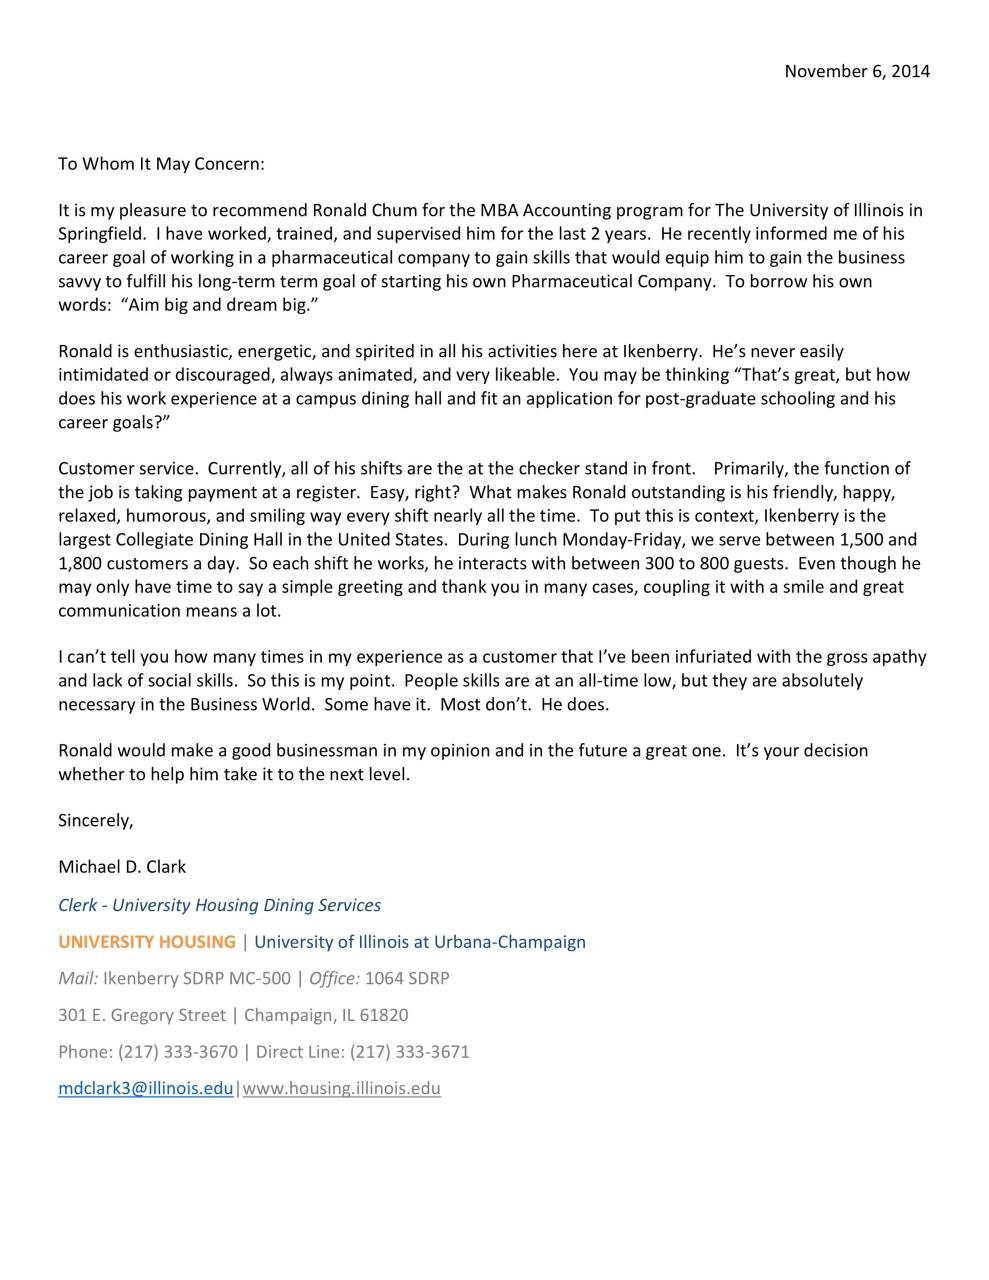 November 6, 2014
To Whom It May Concern:
It is my pleasure to recommend Ronald Chum for the MBA Accounting program for The University of Illinois in
Springfield.  I have worked, trained, and supervised him for the last 2 years.  He recently informed me of his
career goal of working in a pharmaceutical company to gain skills that would equip him to gain the business
savvy to fulfill his long-term term goal of starting his own Pharmaceutical Company.  To borrow his own
words:  “Aim big and dream big.”
Ronald is enthusiastic, energetic, and spirited in all his activities here at Ikenberry.  He’s never easily
intimidated or discouraged, always animated, and very likeable.  You may be thinking “That’s great, but how
does his work experience at a campus dining hall and fit an application for post-graduate schooling and his
career goals?”
Customer service.  Currently, all of his shifts are the at the checker stand in front.    Primarily, the function of
the job is taking payment at a register.  Easy, right?  What makes Ronald outstanding is his friendly, happy,
relaxed, humorous, and smiling way every shift nearly all the time.  To put this is context, Ikenberry is the
largest Collegiate Dining Hall in the United States.  During lunch Monday-Friday, we serve between 1,500 and
1,800 customers a day.  So each shift he works, he interacts with between 300 to 800 guests.  Even though he
may only have time to say a simple greeting and thank you in many cases, coupling it with a smile and great
communication means a lot.
I can’t tell you how many times in my experience as a customer that I’ve been infuriated with the gross apathy
and lack of social skills.  So this is my point.  People skills are at an all-time low, but they are absolutely
necessary in the Business World.  Some have it.  Most don’t.  He does.
Ronald would make a good businessman in my opinion and in the future a great one.  It’s your decision
whether to help him take it to the next level.
Sincerely,
Michael D. Clark
Clerk - University Housing Dining Services
UNIVERSITY HOUSING | University of Illinois at Urbana-Champaign
Mail: Ikenberry SDRP MC-500 | Office: 1064 SDRP
301 E. Gregory Street | Champaign, IL 61820
Phone: (217) 333-3670 | Direct Line: (217) 333-3671
mdclark3@illinois.edu|www.housing.illinois.edu